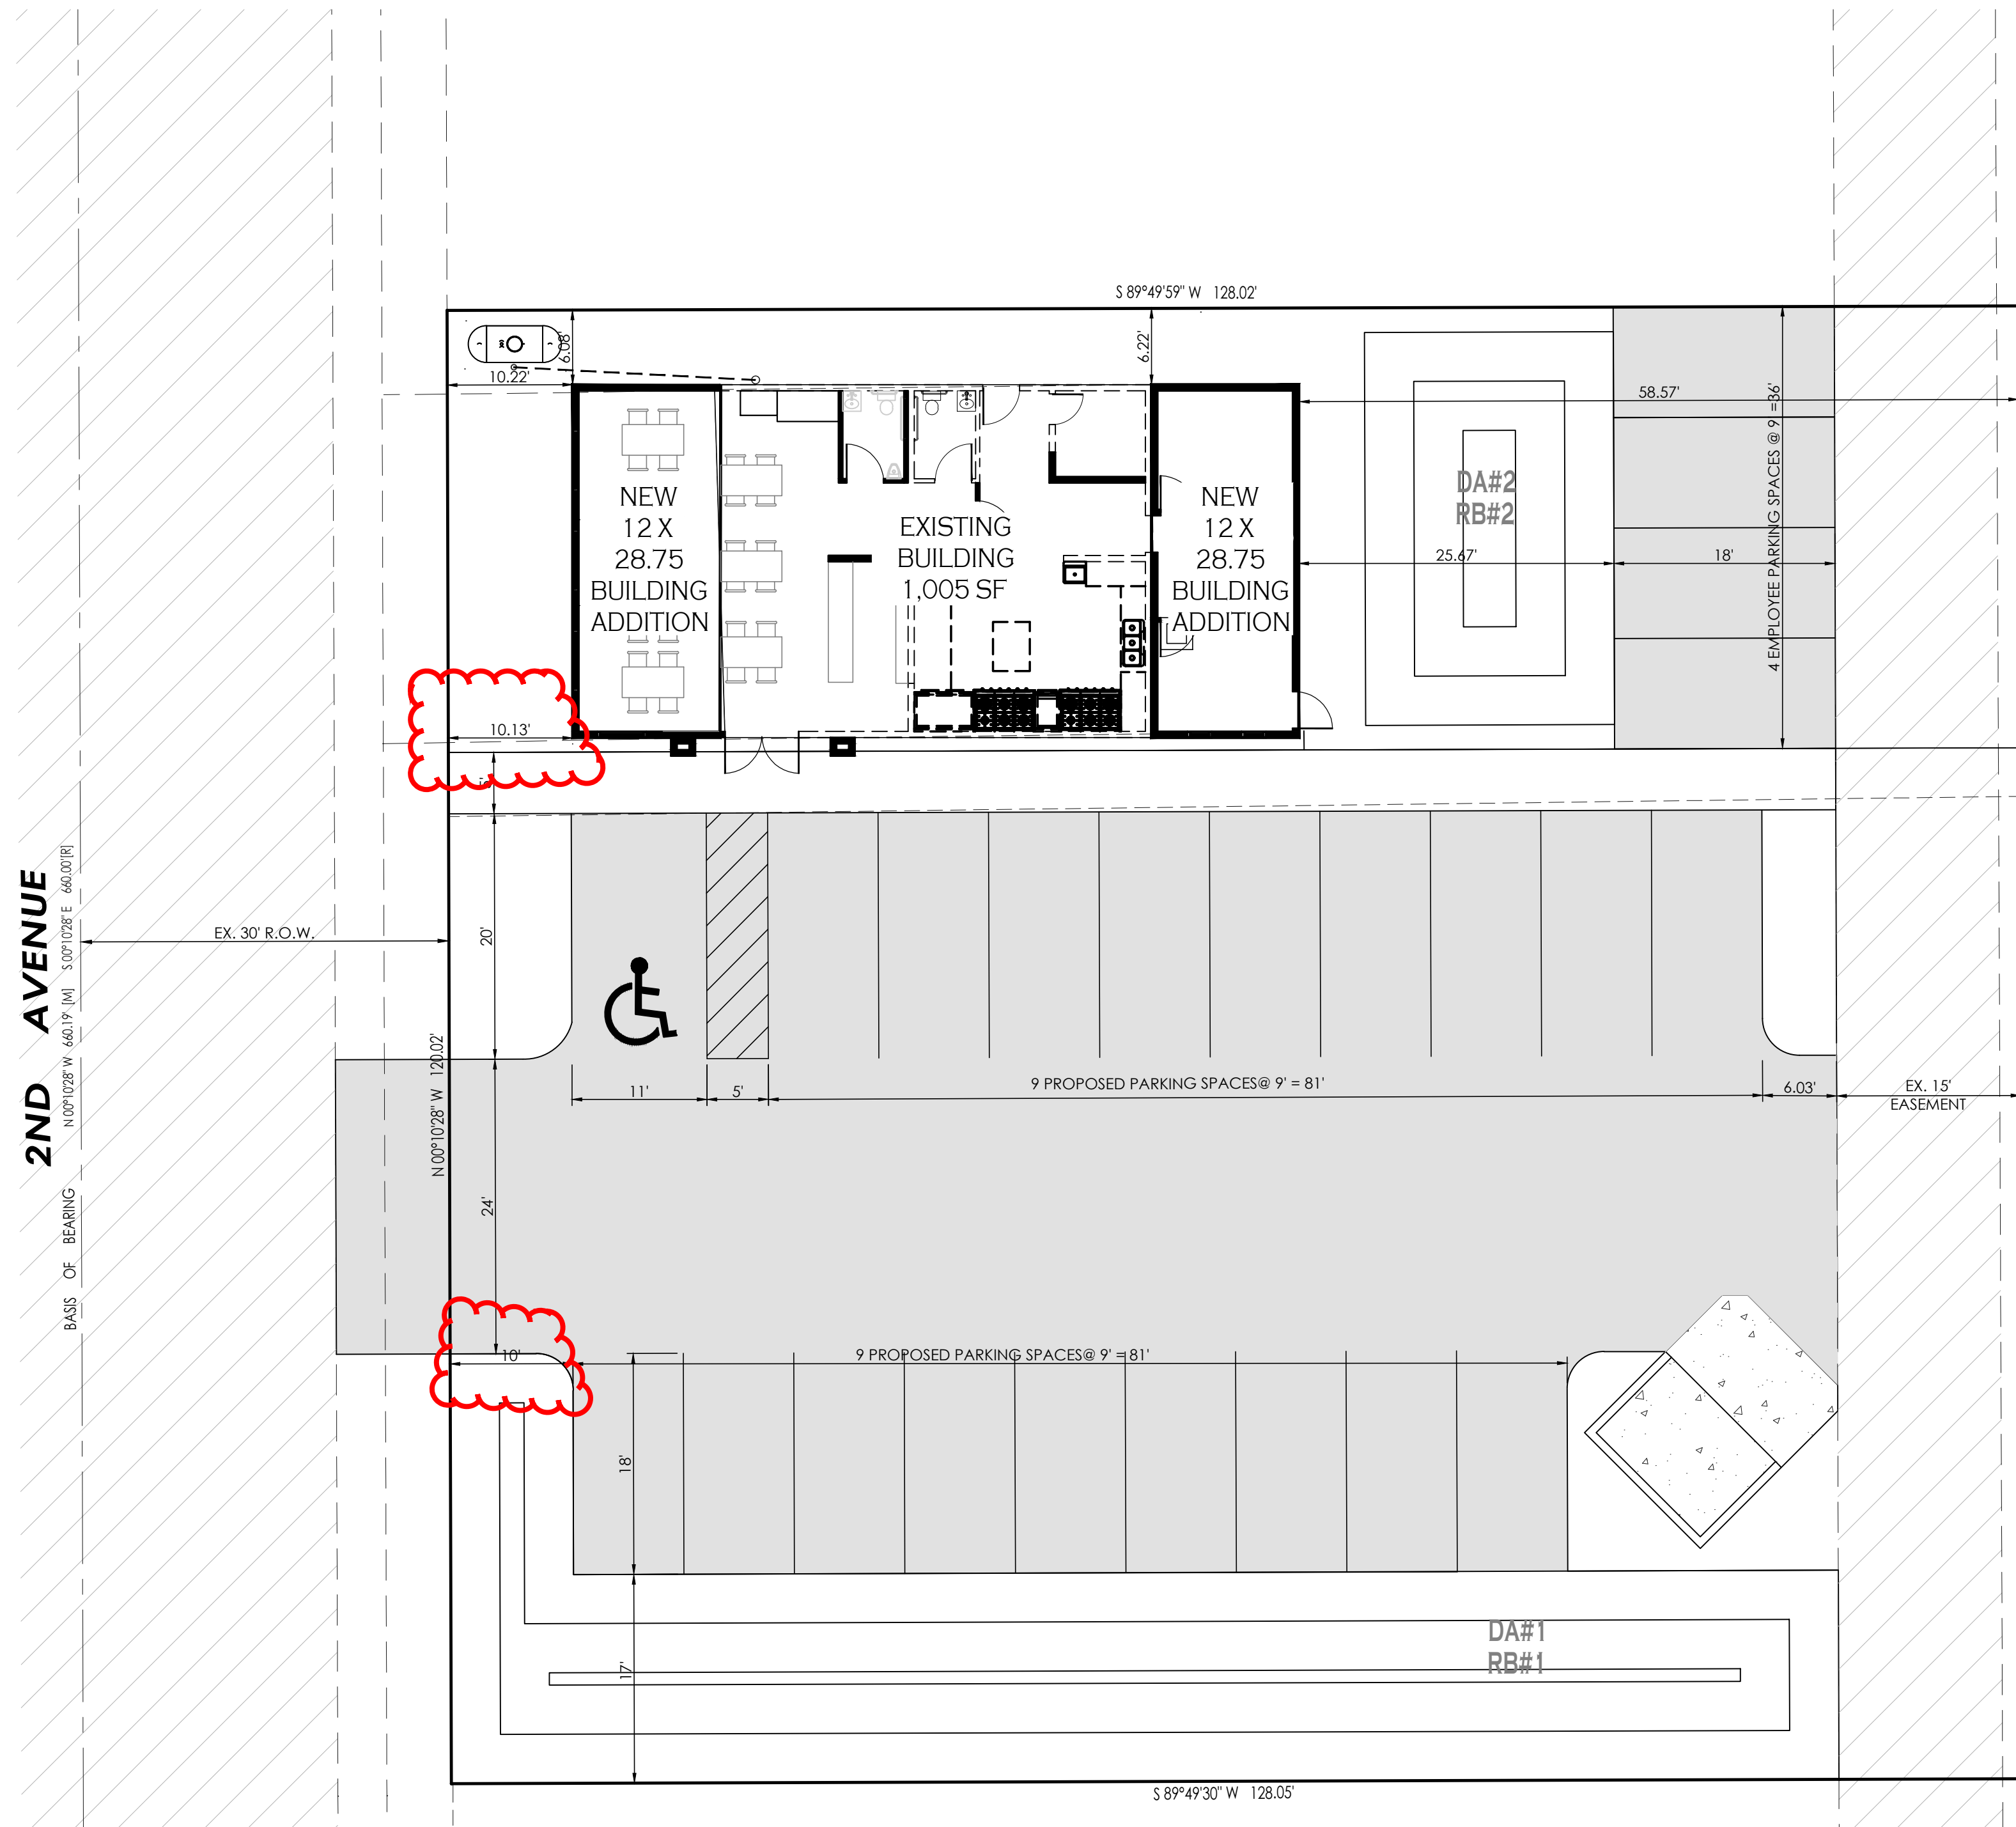 S 89°49'59" W 128.02'
6.08'
6.22'
10.22'
58.57'
4 EMPLOYEE PARKING SPACES @ 9' =36'
NEW
12 X
28.75
BUILDING
ADDITION
EXISTING
BUILDING
1,005 SF
NEW
12 X
28.75
BUILDING
ADDITION
DA#2
RB#2
25.67'
18'
10.13'
2ND AVENUE
BASIS OF BEARING N 00°10'28" W 660.19' [M] S 00°10'28" E 660.00'[R]
EX. 30' R.O.W.
20'
N 00°10'28" W 120.02'
11'
5'
9 PROPOSED PARKING SPACES@ 9' = 81'
6.03'
EX. 15'
EASEMENT
24'
10'
9 PROPOSED PARKING SPACES@ 9' = 81'
18'
17'
DA#1
RB#1
S 89°49'30" W 128.05'